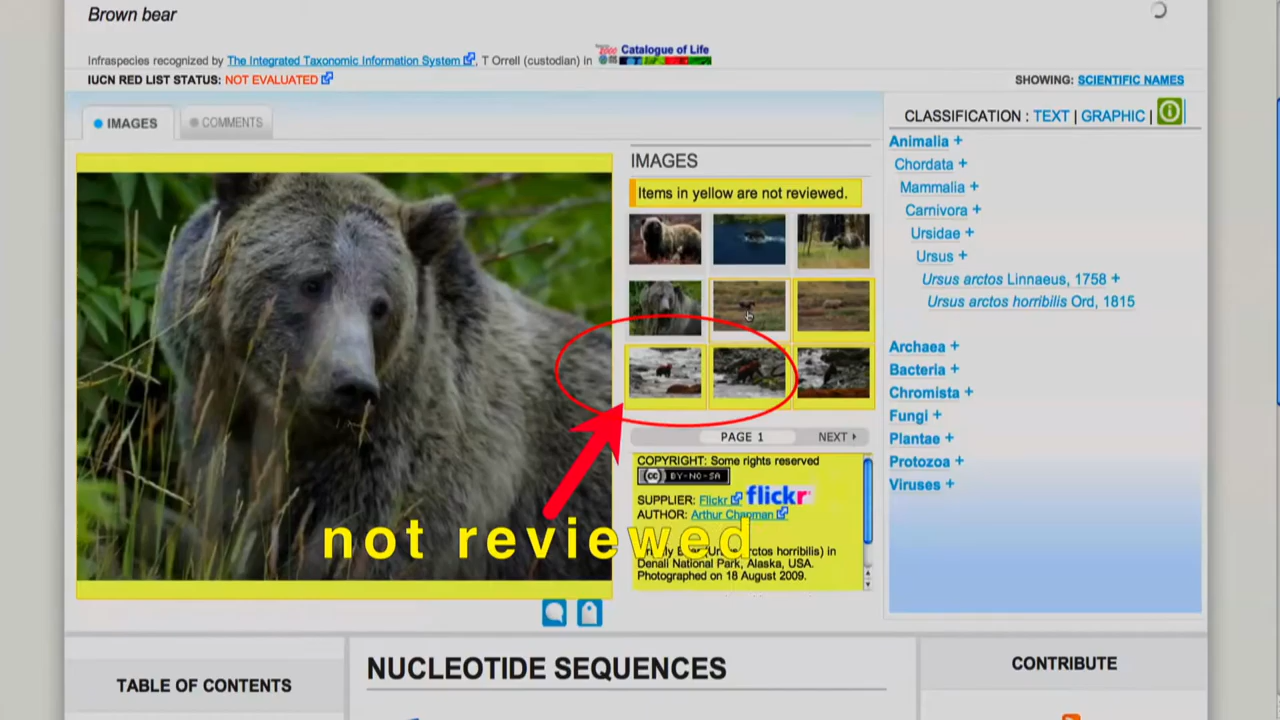 Brown bear
Infraspecies recognized by The Integrated Taxonomic Information System , T Orrell (custodian) in Catalogue of Life
IUCN RED LIST STATUS: NOT EVALUATED
SHOWING: SCIENTIFIC NAMES
IMAGES
COMMENTS
IMAGES
Items in yellow are not reviewed.
PAGE 1
NEXT
COPYRIGHT: Some rights reserved
cc BY-NC-SA
SUPPLIER: Flickr flickr
AUTHOR: Arthur Chapman
not reviewed
(Ursus arctos horribilis) in
Denali National Park, Alaska, USA.
Photographed on 18 August 2009.
CLASSIFICATION : TEXT | GRAPHIC |
Animalia +
Chordata +
Mammalia +
Carnivora +
Ursidae +
Ursus +
Ursus arctos Linnaeus, 1758 +
Ursus arctos horribilis Ord, 1815
Archaea +
Bacteria +
Chromista +
Fungi +
Plantae +
Protozoa +
Viruses +
TABLE OF CONTENTS
NUCLEOTIDE SEQUENCES
CONTRIBUTE